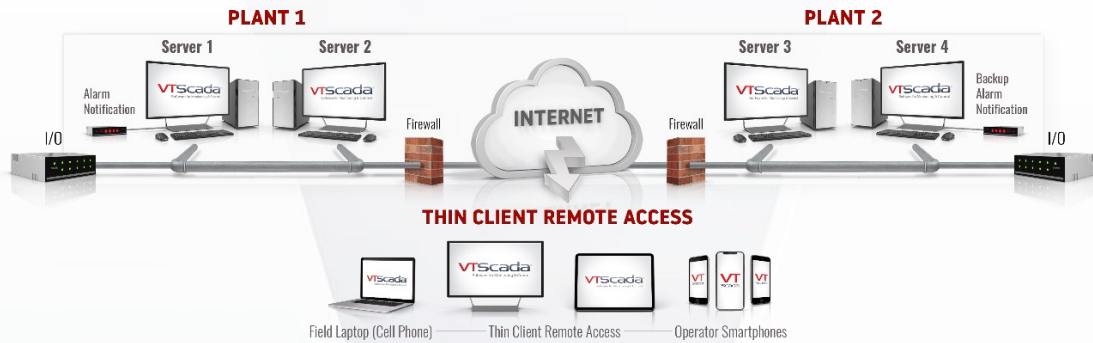 PLANT 1
PLANT 2
Server 1
Server 2
Server 3
Server 4
Alarm
Notification
Backup
Alarm
Notification
VTScada
VTScada
VTScada
VTScada
I/O
Firewall
INTERNET
Firewall
I/O
THIN CLIENT REMOTE ACCESS
VTScada
VTScada
VTScada
VT
VT
VT
Field Laptop (Cell Phone)
Thin Client Remote Access
Operator Smartphones